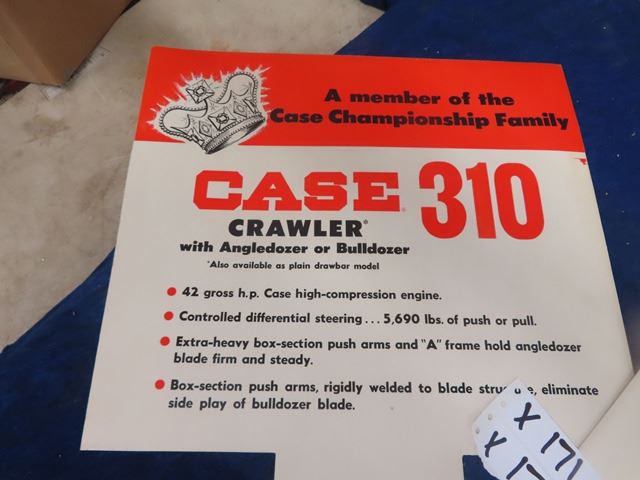 A member of the
Case Championship Family
CASE 310
CRAWLER*
with Angledozer or Bulldozer
*Also available as plain drawbar model
• 42 gross h.p. Case high-compression engine.
• Controlled differential steering...5,690 lbs. of push or pull.
• Extra-heavy box-section push arms and "A" frame hold angledozer
blade firm and steady.
• Box-section push arms, rigidly welded to blade eliminate
side play of bulldozer blade.
X 171
X 17